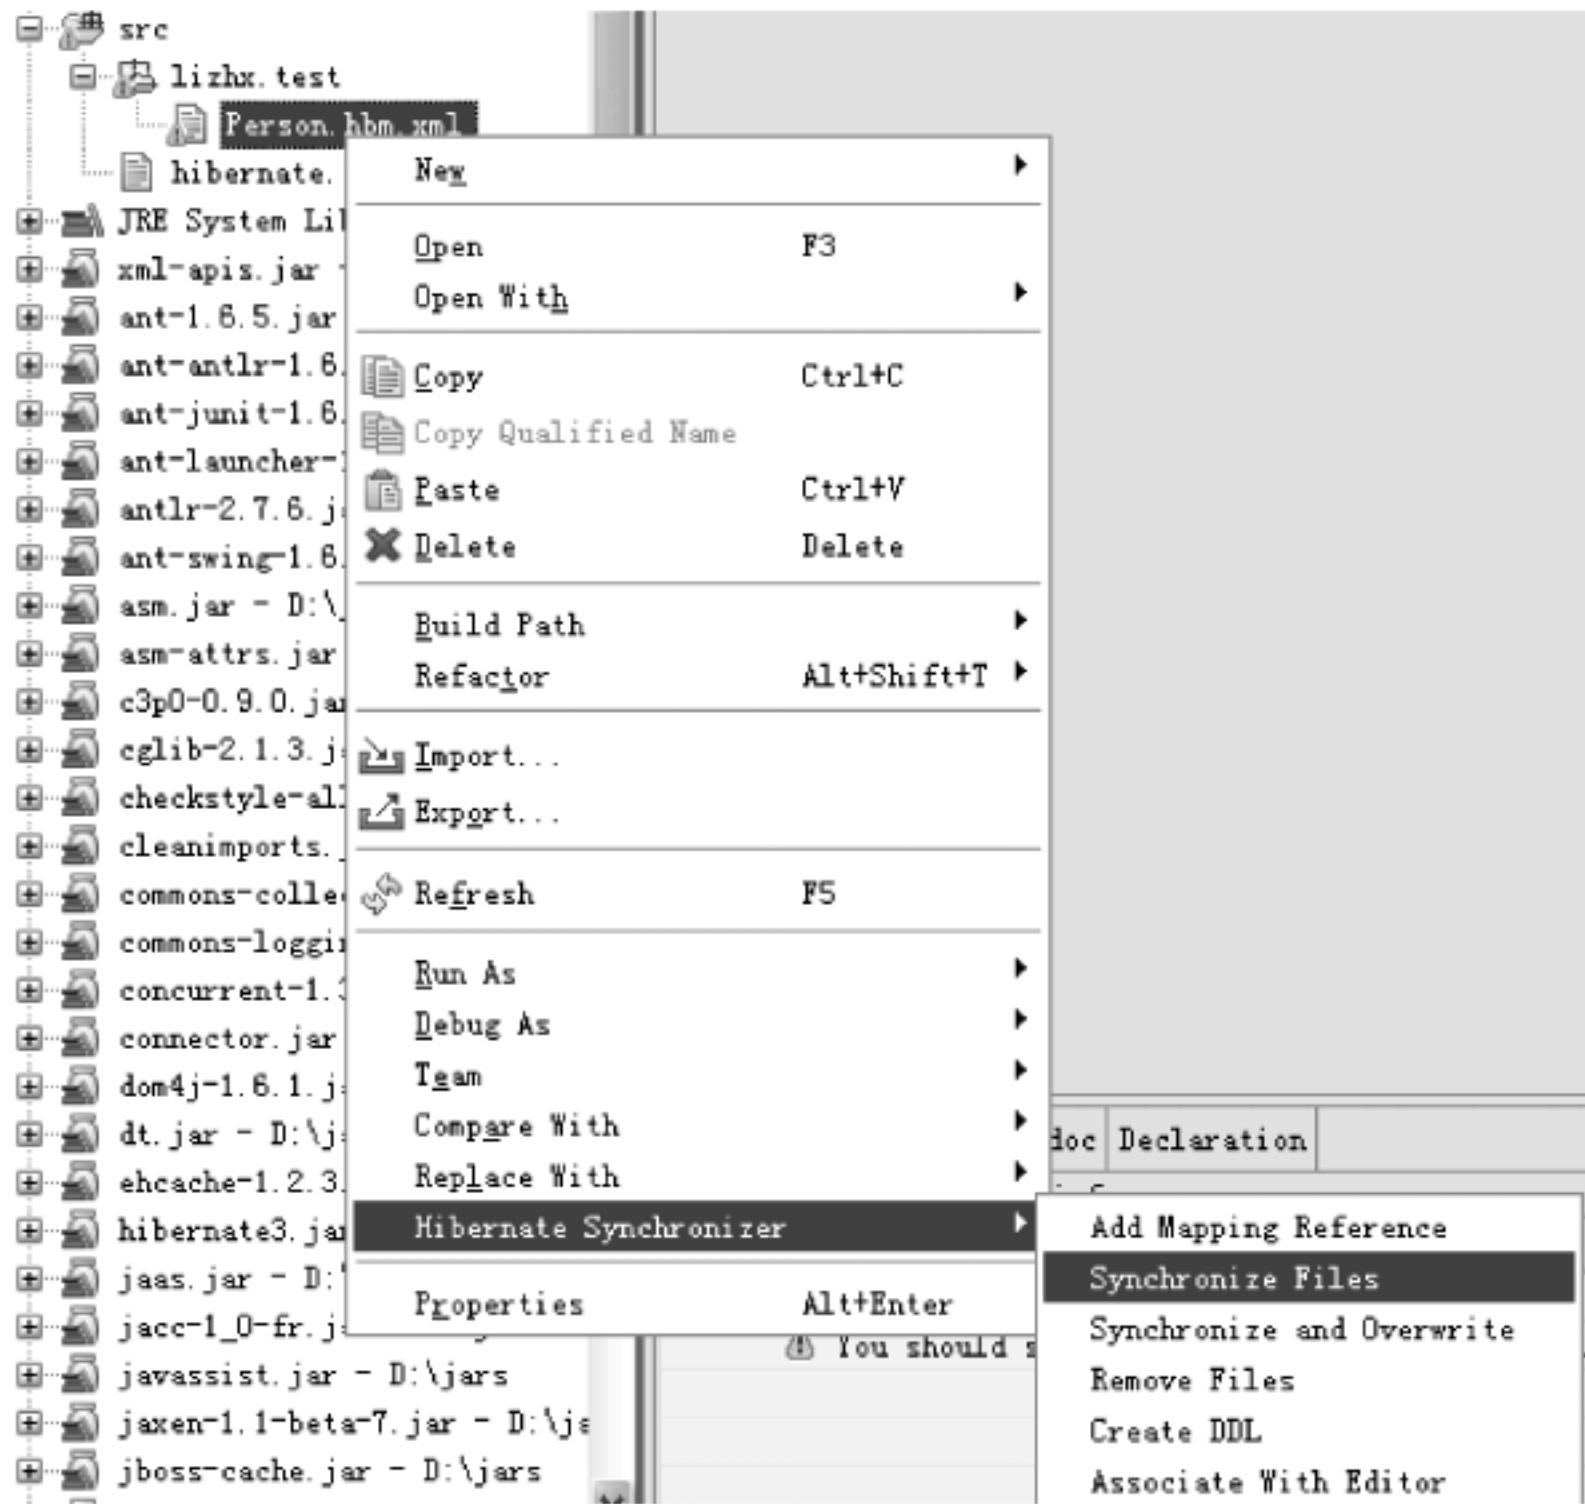 src
lizhx.test
Person.hbm.xml
hibernate.
JRE System
xml-apis.jar
ant-1.6.5.jar
ant-antlr-1.6.
ant-junit-1.6.
ant-launcher-
antlr-2.7.6.j
ant-swing-1.6.
asm.jar - D:\
asm-attrs.jar
c3p0-0.9.0.ja
cglib-2.1.3.j
checkstyle-al
cleanimports.
commons-colle
commons-loggi
concurrent-1.
connector.jar
dom4j-1.6.1.j
dt.jar - D:\j
ehcache-1.2.3.
hibernate3.ja
jaas.jar - D:
jacc-1_0-fr.j
javassist.jar - D:\jars
jaxen-1.1-beta-7.jar - D:\ja
jboss-cache.jar - D:\jars
New
Open F3
Open With
Copy Ctrl+C
Copy Qualified Name
Paste Ctrl+V
Delete Delete
Build Path
Refactor Alt+Shift+T
Import...
Export...
Refresh F5
Run As
Debug As
Team
Compare With
Replace With
Hibernate Synchronizer
Properties Alt+Enter
doc Declaration
You should
Add Mapping Reference
Synchronize Files
Synchronize and Overwrite
Remove Files
Create DDL
Associate With Editor